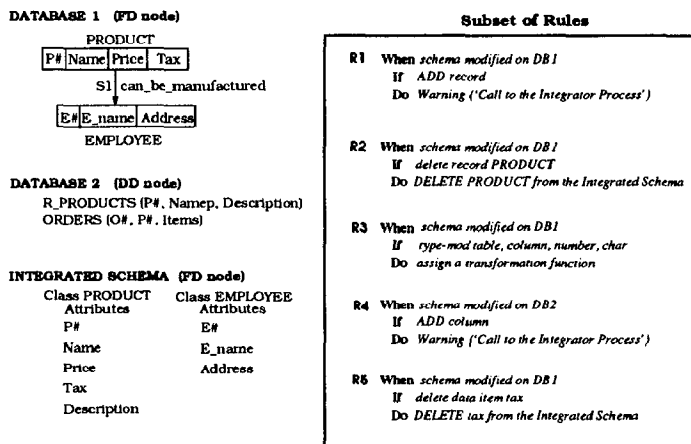 DATABASE 1 (FD node)
PRODUCT
P# Name Price Tax
S1 can_be_manufactured
E# E_name Address
EMPLOYEE
DATABASE 2 (DD node)
R_PRODUCTS (P#, Namep, Description)
ORDERS (O#, P#, Items)
INTEGRATED SCHEMA (FD node)
Class PRODUCT Class EMPLOYEE
Attributes Attributes
P# E#
Name E_name
Price Address
Tax
Description
Subset of Rules
R1 When schema modified on DB1
If ADD record
Do Warning ('Call to the Integrator Process')
R2 When schema modified on DB1
If delete record PRODUCT
Do DELETE PRODUCT from the Integrated Schema
R3 When schema modified on DB1
If type-mod table, column, number, char
Do assign a transformation function
R4 When schema modified on DB2
If ADD column
Do Warning ('Call to the Integrator Process')
R5 When schema modified on DB1
If delete data item tax
Do DELETE tax from the Integrated Schema